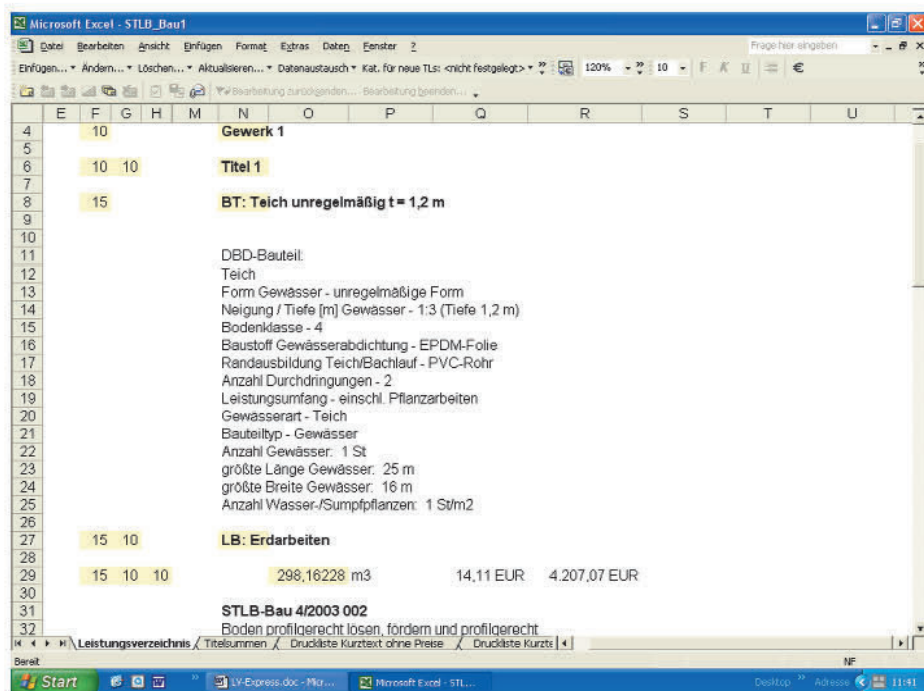 Microsoft Excel - STLB_Bau1
Datei Bearbeiten Ansicht Einfügen Format Extras Daten Fenster ? Frage hier eingeben
Einfügen... Ändern... Löschen... Aktualisieren... Datenaustausch Kat. für neue TLs: <nicht festgelegt> 120% 10 F K U €
Bearbeitung zurücksenden... Bearbeitung beenden...
E F G H M N O P Q R S T U
4 10 Gewerk 1
5
6 10 10 Titel 1
7
8 15 BT: Teich unregelmäßig t = 1,2 m
9
10
11 DBD-Bauteil:
12 Teich
13 Form Gewässer - unregelmäßige Form
14 Neigung / Tiefe [m] Gewässer - 1:3 (Tiefe 1,2 m)
15 Bodenklasse - 4
16 Baustoff Gewässerabdichtung - EPDM-Folie
17 Randausbildung Teich/Bachlauf - PVC-Rohr
18 Anzahl Durchdringungen - 2
19 Leistungsumfang - einschl. Pflanzarbeiten
20 Gewässerart - Teich
21 Bauteiltyp - Gewässer
22 Anzahl Gewässer: 1 St
23 größte Länge Gewässer: 25 m
24 größte Breite Gewässer: 16 m
25 Anzahl Wasser-/Sumpfpflanzen: 1 St/m2
26
27 15 10 LB: Erdarbeiten
28
29 15 10 10 298,16228 m3 14,11 EUR 4.207,07 EUR
30
31 STLB-Bau 4/2003 002
32 Boden profilgerecht lösen, fördern und profilgerecht
Leistungsverzeichnis / Titelsummen / Druckliste Kurztext ohne Preise / Druckliste Kurzte
Bereit NF
Start LV-Express.doc - Micr... Microsoft Excel - STL... Desktop Adresse 11:41